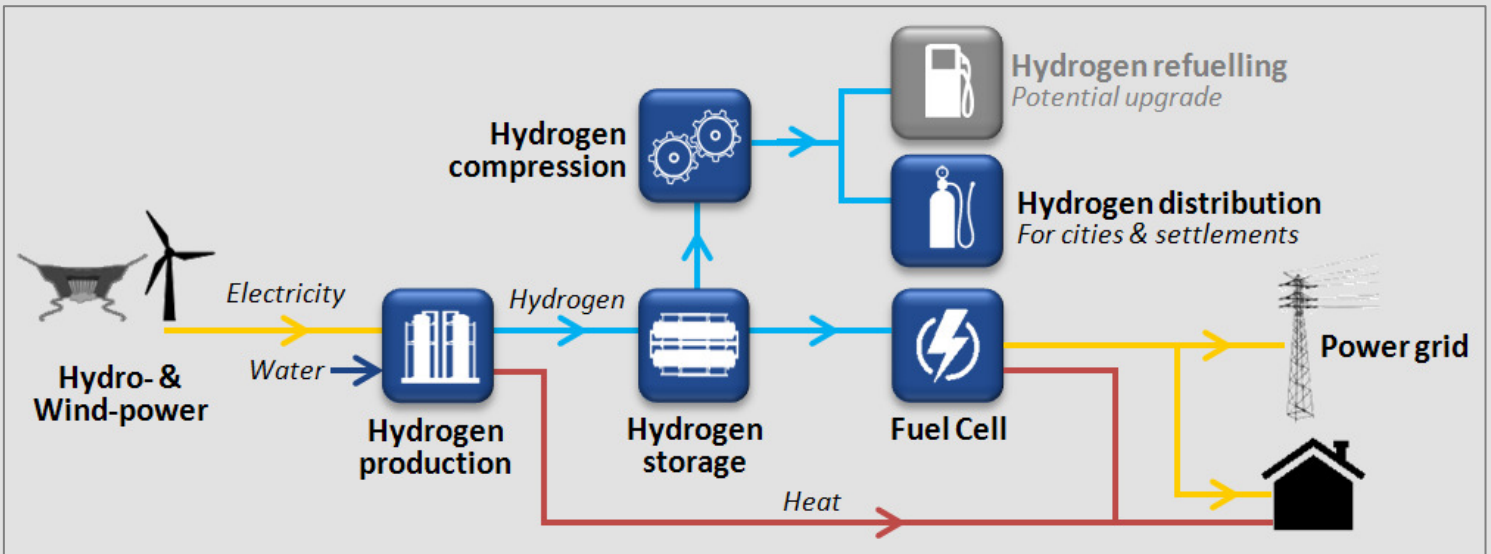 Hydrogen refuelling
Potential upgrade
Hydrogen
compression
Hydrogen distribution
For cities & settlements
Electricity
Hydrogen
Water
Hydro- &
Wind-power
Power grid
Hydrogen
production
Hydrogen
storage
Fuel Cell
Heat